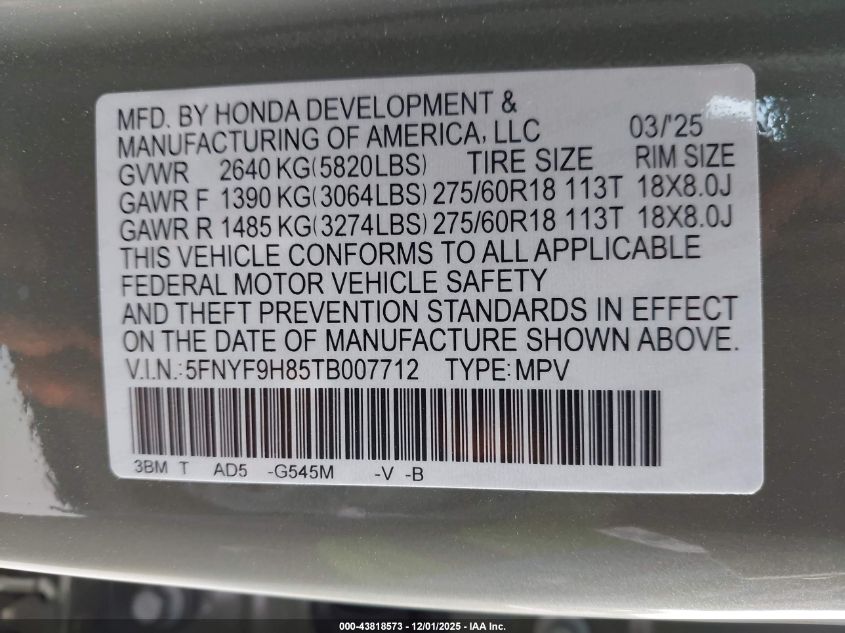 MFD. BY HONDA DEVELOPMENT &
MANUFACTURING OF AMERICA, LLC 03/'25
GVWR 2640 KG(5820LBS) TIRE SIZE RIM SIZE
GAWR F 1390 KG(3064LBS) 275/60R18 113T 18X8.0J
GAWR R 1485 KG(3274LBS) 275/60R18 113T 18X8.0J
THIS VEHICLE CONFORMS TO ALL APPLICABLE
FEDERAL MOTOR VEHICLE SAFETY
AND THEFT PREVENTION STANDARDS IN EFFECT
ON THE DATE OF MANUFACTURE SHOWN ABOVE.
V.I.N.:5FNYF9H85TB007712 TYPE:MPV
3BM T AD5 -G545M -V -B
000-43818573 - 12/01/2025 - IAA Inc.